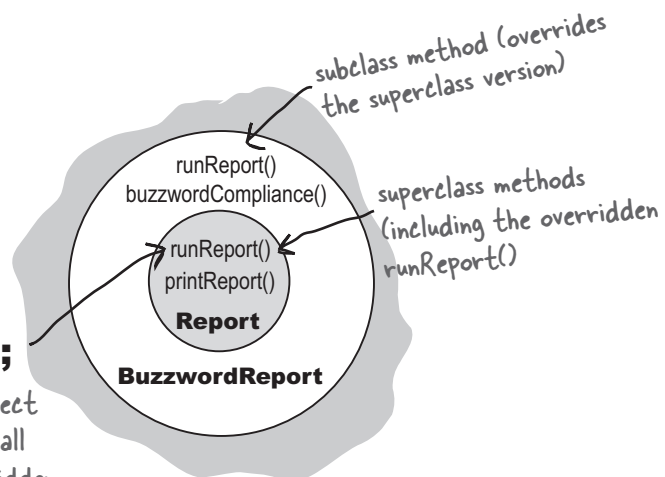 subclass method (overrides
the superclass version)
runReport()
buzzwordCompliance()
superclass methods
(including the overridden
runReport()
runReport()
printReport()
Report
BuzzwordReport
;